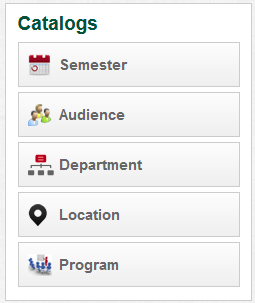 Catalogs
Semester
Audience
Department
Location
Program